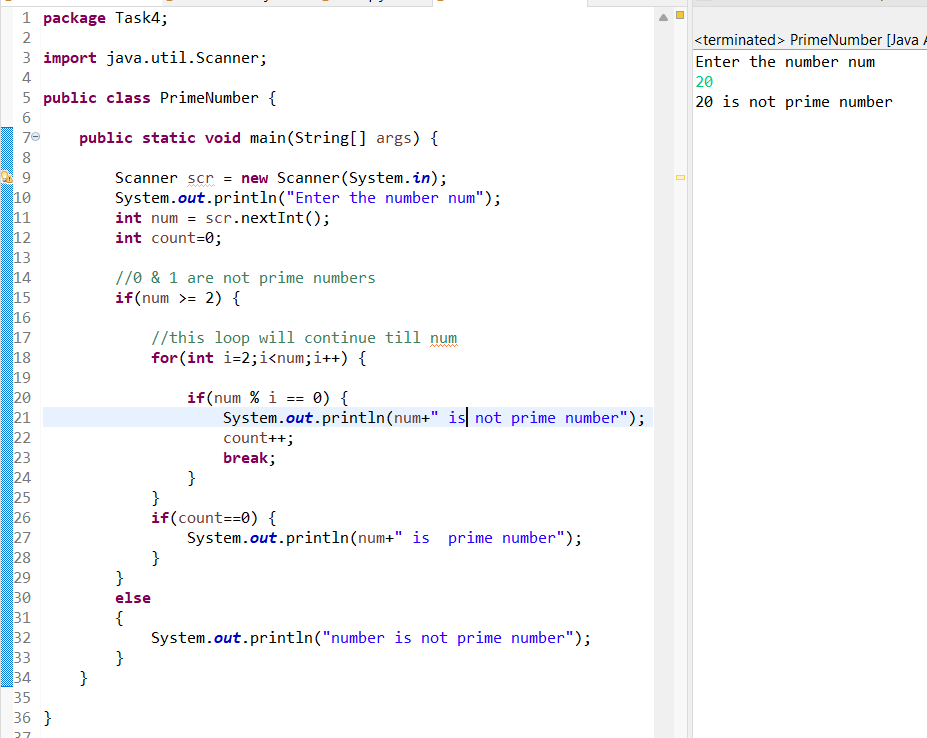 1 package Task4;
2
3 import java.util.Scanner;
4
5 public class PrimeNumber {
6
7 public static void main(String[] args) {
8
9 Scanner scr = new Scanner(System.in);
10 System.out.println("Enter the number num");
11 int num = scr.nextInt();
12 int count=0;
13
14 //0 & 1 are not prime numbers
15 if(num >= 2) {
16
17 //this loop will continue till num
18 for(int i=2;i<num;i++) {
19
20 if(num % i == 0) {
21 System.out.println(num+" is not prime number");
22 count++;
23 break;
24 }
25 }
26 if(count==0) {
27 System.out.println(num+" is  prime number");
28 }
29 }
30 else
31 {
32 System.out.println("number is not prime number");
33 }
34 }
35
36 }
37
<terminated> PrimeNumber [Java
Enter the number num
20
20 is not prime number